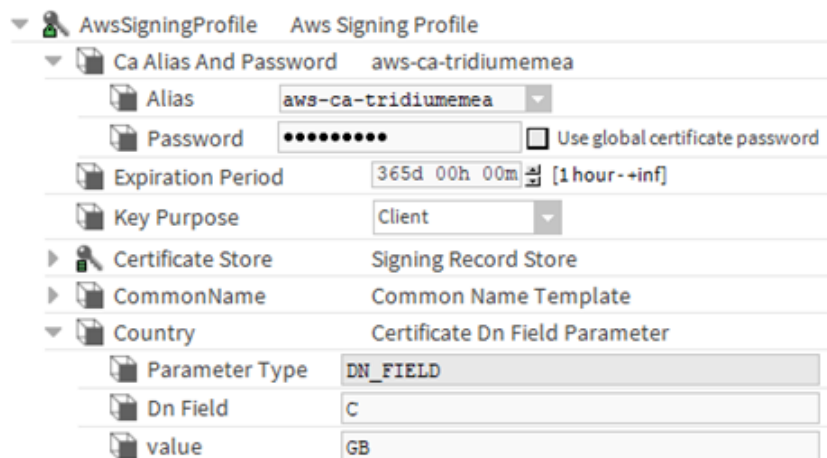 AwsSigningProfile Aws Signing Profile
Ca Alias And Password aws-ca-tridiumemea
Alias aws-ca-tridiumemea
Password ••••••••• Use global certificate password
Expiration Period 365d 00h 00m [1 hour-+inf]
Key Purpose Client
Certificate Store Signing Record Store
CommonName Common Name Template
Country Certificate Dn Field Parameter
Parameter Type DN_FIELD
Dn Field C
value GB